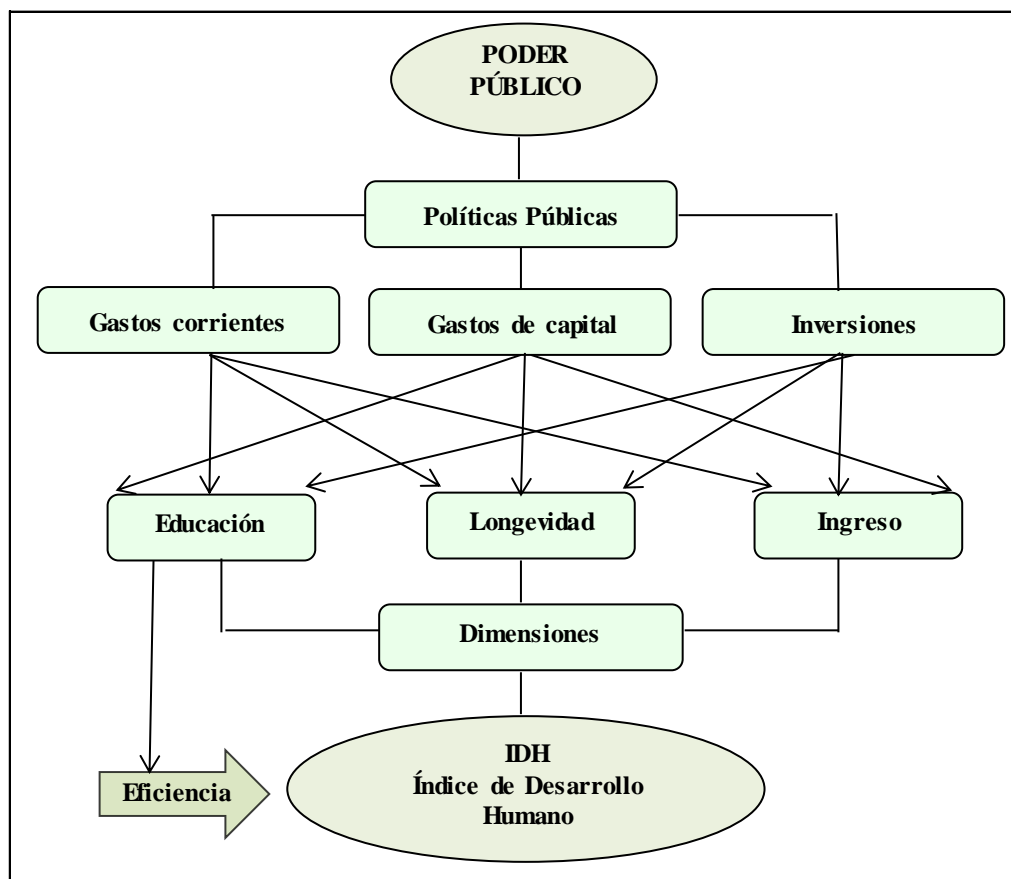 PODER
PÚBLICO
Políticas Públicas
Gastos corrientes
Gastos de capital
Inversiones
Educación
Longevidad
Ingreso
Dimensiones
IDH
Índice de Desarrollo
Humano
Eficiencia